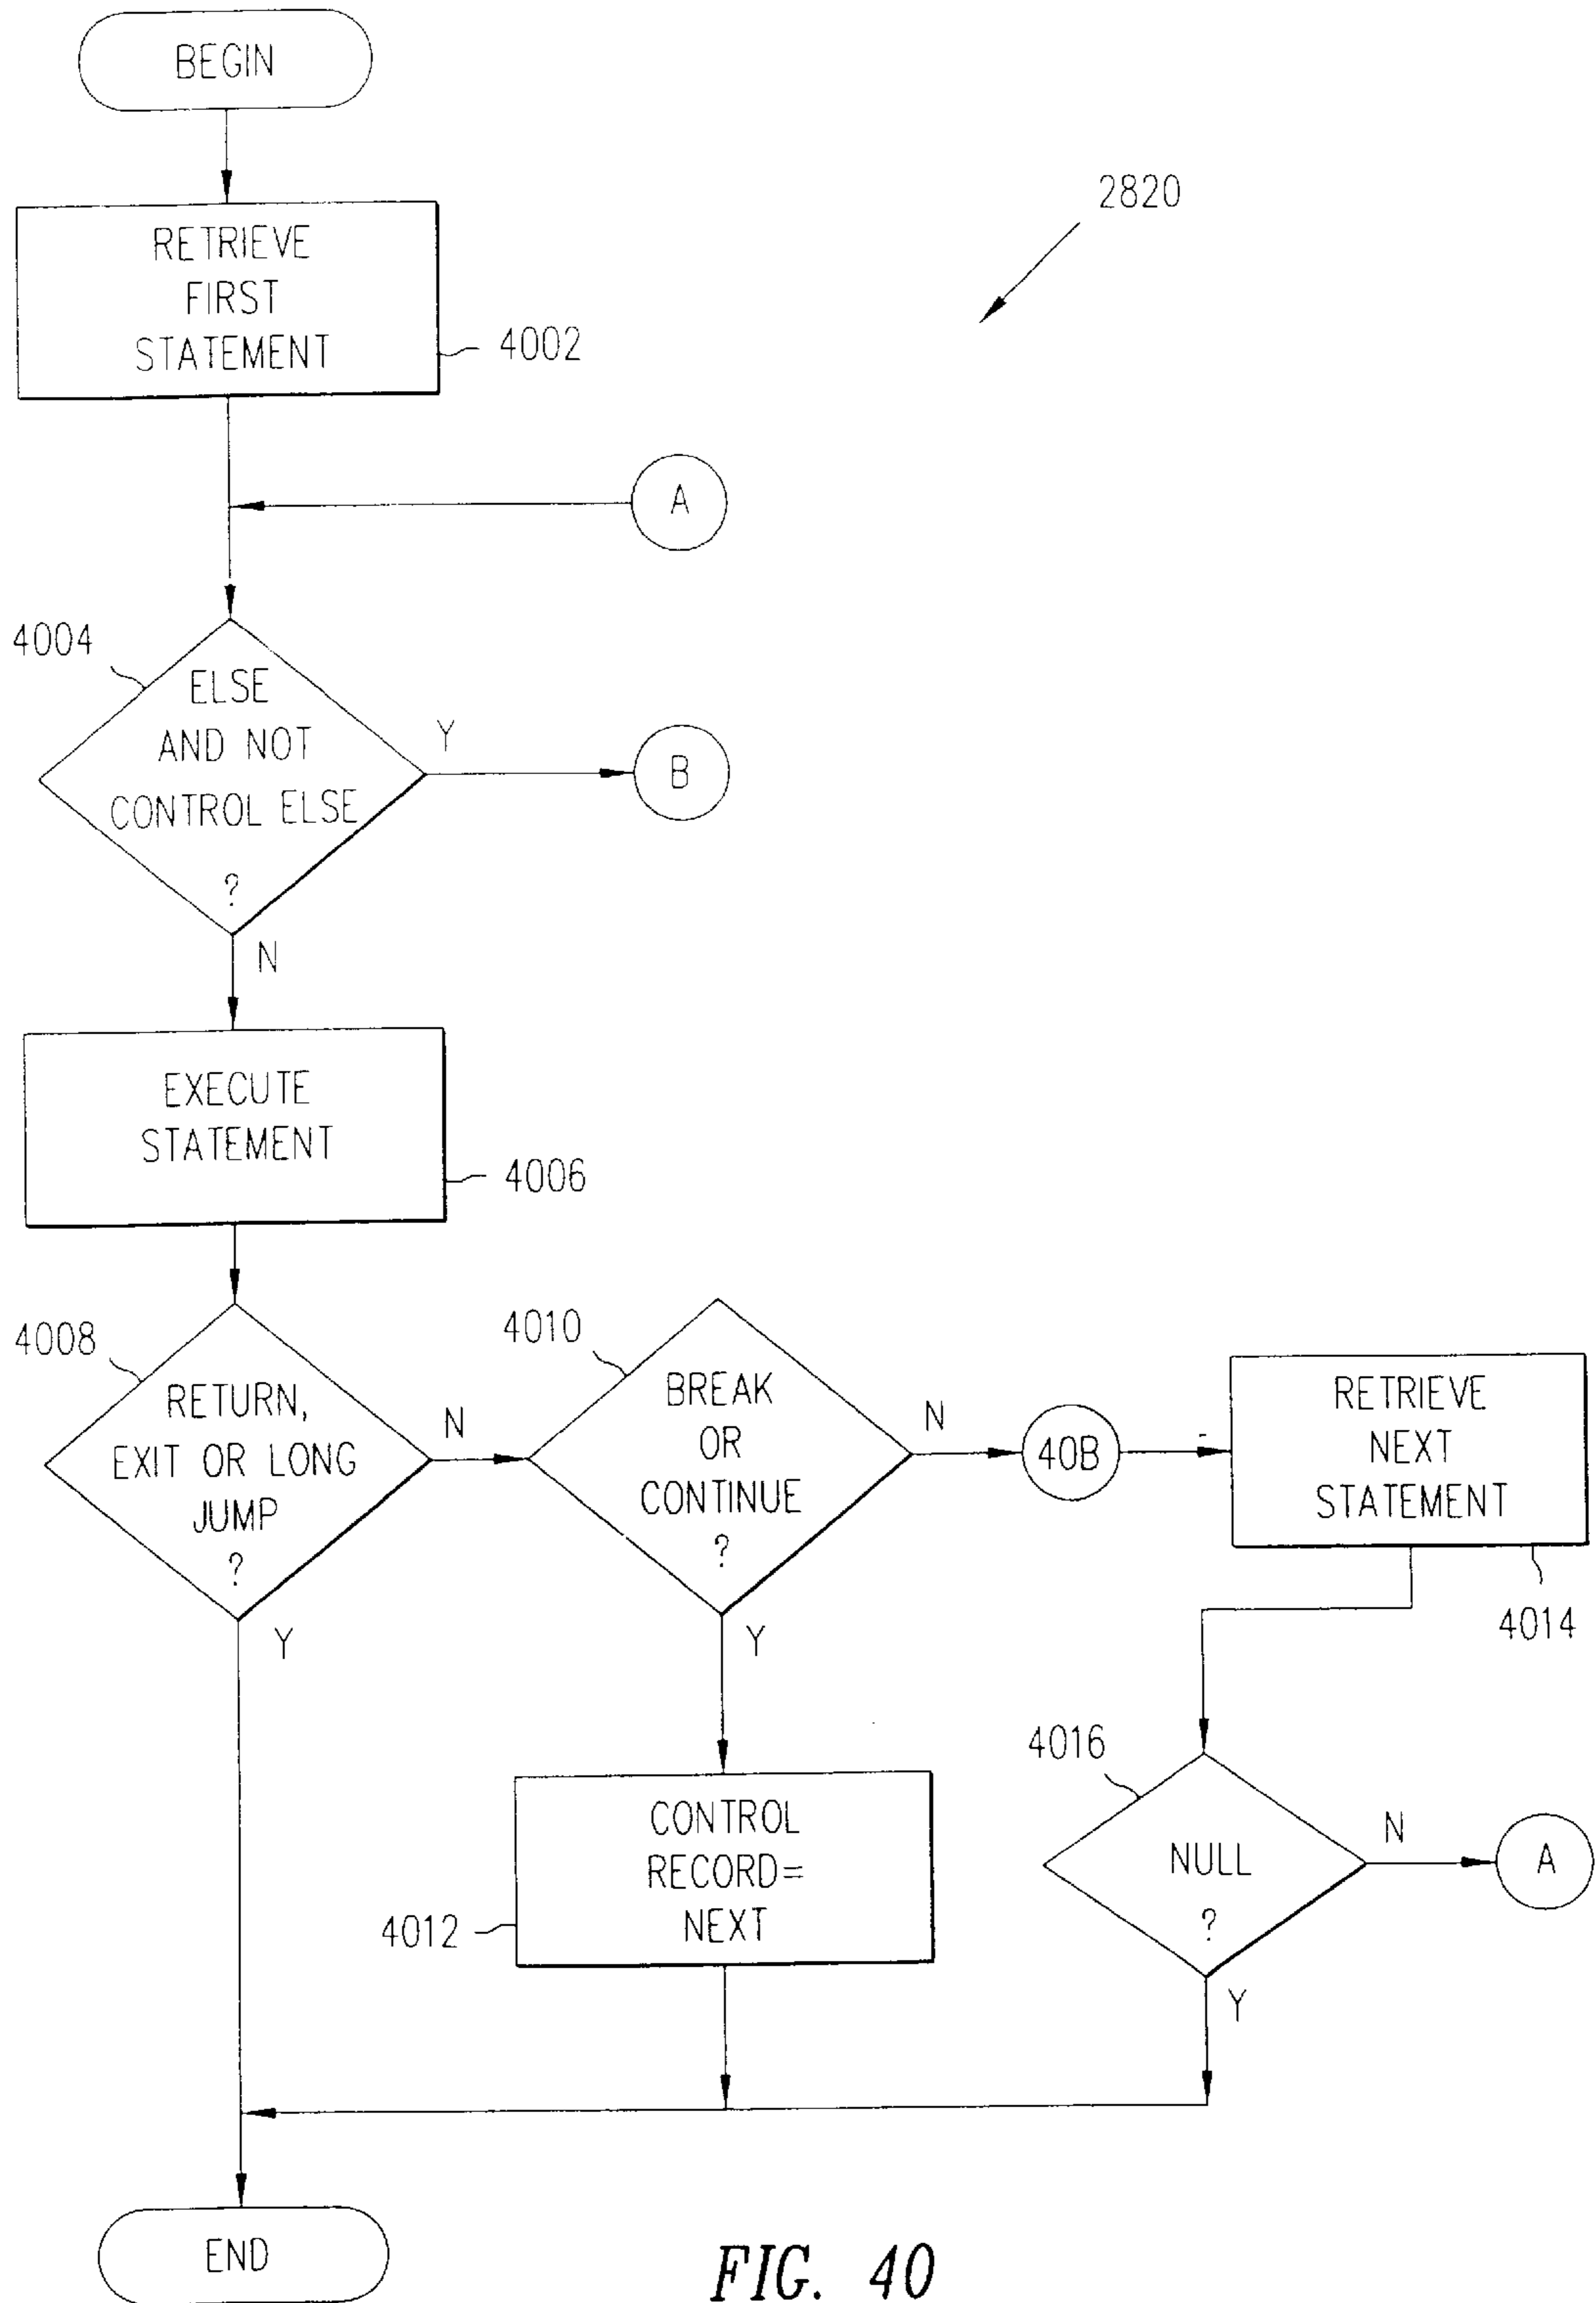 BEGIN
2820
RETRIEVE
FIRST
STATEMENT
4002
A
4004
ELSE
AND NOT
CONTROL ELSE
?
Y
B
N
EXECUTE
STATEMENT
4006
4008
RETURN,
EXIT OR LONG
JUMP
?
N
Y
4010
BREAK
OR
CONTINUE
?
N
Y
40B
RETRIEVE
NEXT
STATEMENT
4014
4012
CONTROL
RECORD=
NEXT
4016
NULL
?
N
A
Y
END
FIG. 40